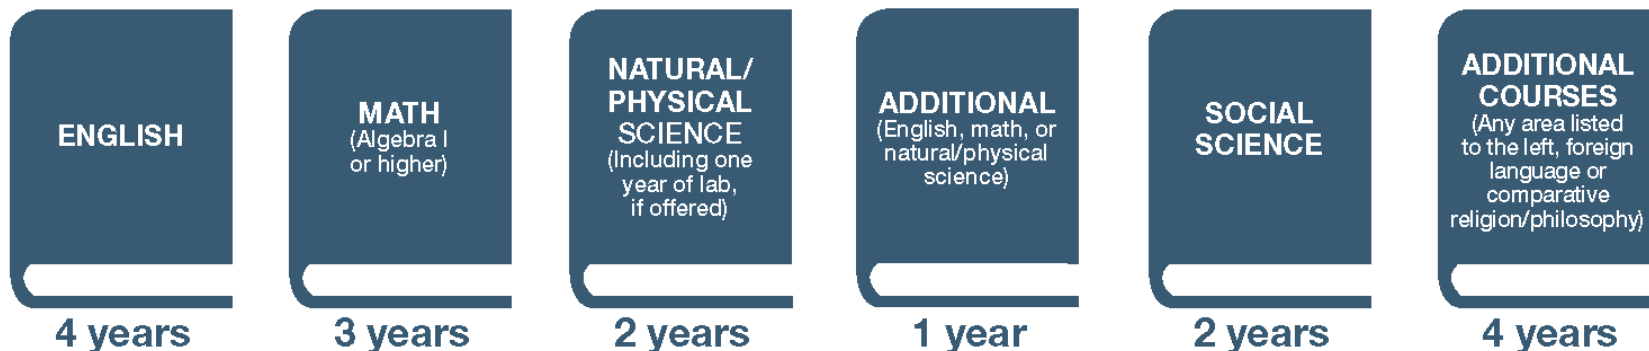 ENGLISH
4 years
MATH
(Algebra I
or higher)
3 years
NATURAL/
PHYSICAL
SCIENCE
(Including one
year of lab,
if offered)
2 years
ADDITIONAL
(English, math, or
natural/physical
science)
1 year
SOCIAL
SCIENCE
2 years
ADDITIONAL
COURSES
(Any area listed
to the left, foreign
language or
comparative
religion/philosophy)
4 years